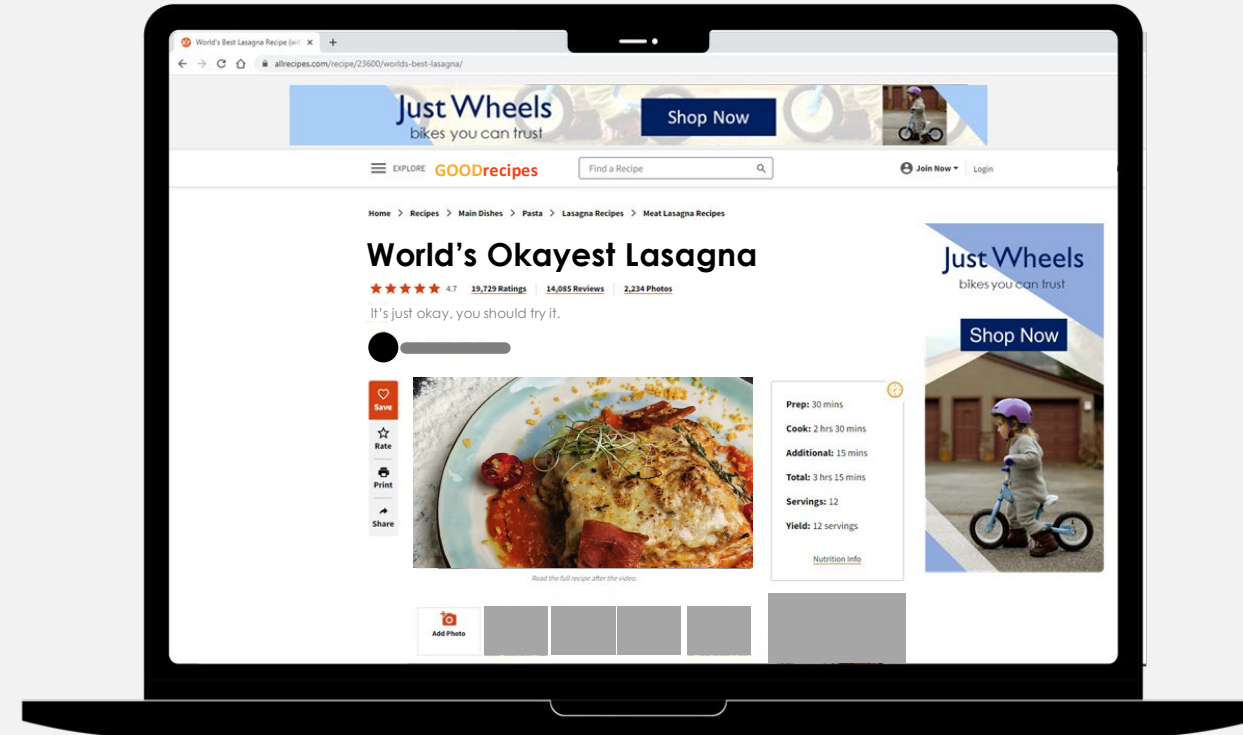 World's Best Lasagna Recipe (wit
allrecipes.com/recipe/23600/worlds-best-lasagna/
Just Wheels
bikes you can trust
Shop Now
EXPLORE GOODrecipes Find a Recipe Join Now Login
Home > Recipes > Main Dishes > Pasta > Lasagna Recipes > Meat Lasagna Recipes
World's Okayest Lasagna
4.7 19,729 Ratings 14,085 Reviews 2,234 Photos
It's just okay, you should try it.
Just Wheels
bikes you can trust
Shop Now
Save
Rate
Print
Share
Prep: 30 mins
Cook: 2 hrs 30 mins
Additional: 15 mins
Total: 3 hrs 15 mins
Servings: 12
Yield: 12 servings
Nutrition Info
Read the full recipe after the video.
Add Photo